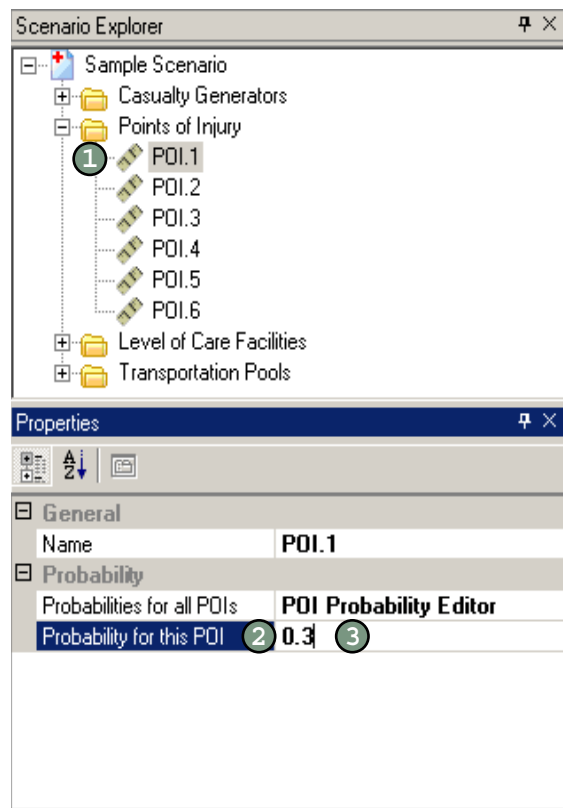 Scenario Explorer
Sample Scenario
Casualty Generators
Points of Injury
1 POI.1
POI.2
POI.3
POI.4
POI.5
POI.6
Level of Care Facilities
Transportation Pools
Properties
A Z
General
Name POI.1
Probability
Probabilities for all POIs POI Probability Editor
Probability for this POI 2 0.3 3